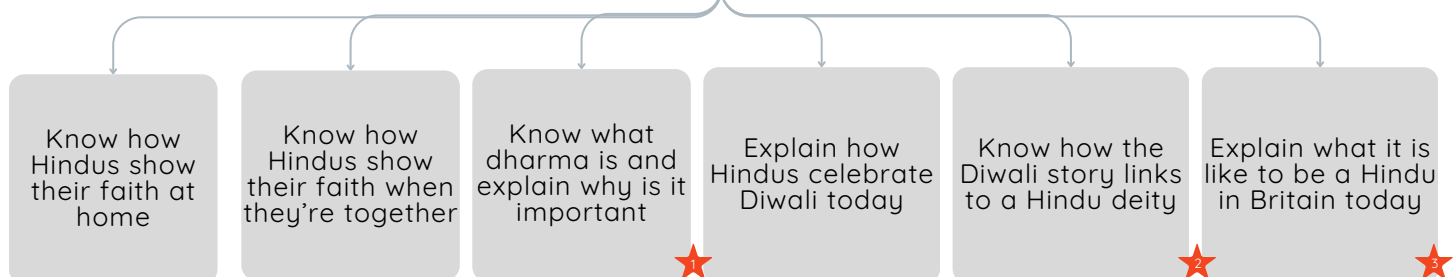 Know how
Hindus show
their faith at
home
Know how
Hindus show
their faith when
they're together
Know what
dharma is and
explain why is it
important
1
Explain how
Hindus celebrate
Diwali today
Know how the
Diwali story links
to a Hindu deity
2
Explain what it is
like to be a Hindu
in Britain today
3